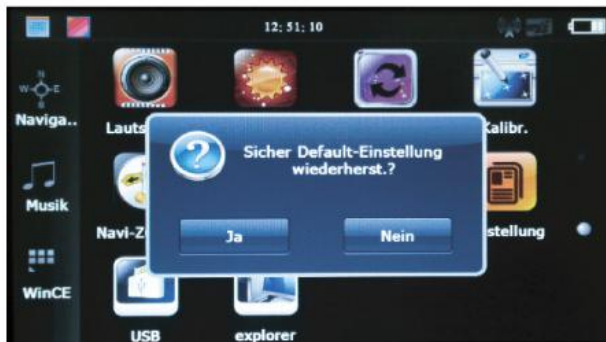 12:51:10
N
W E
S
Naviga..
Lauts
Kalibr.
Sicher Default-Einstellung
wiederherst.?
Musik
Navi-Z
Ja
Nein
stellung
WinCE
USB
explorer